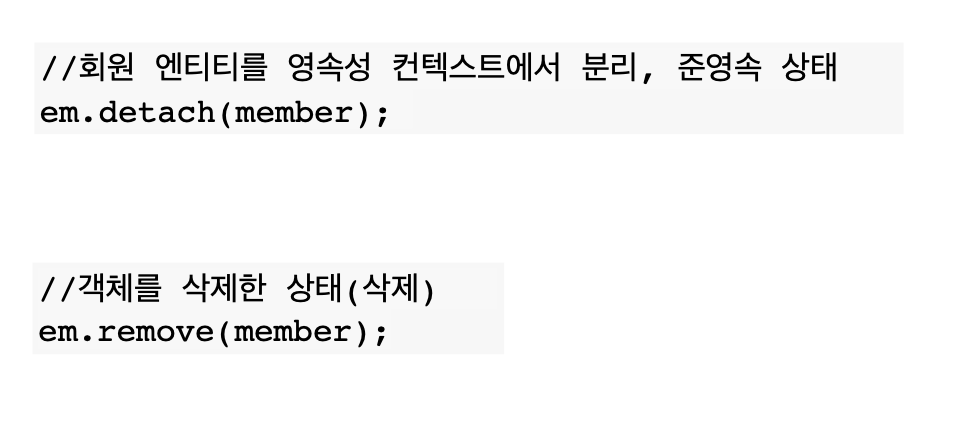 //회원 엔티티를 영속성 컨텍스트에서 분리, 준영속 상태
em.detach(member);
//객체를 삭제한 상태(삭제)
em.remove(member);